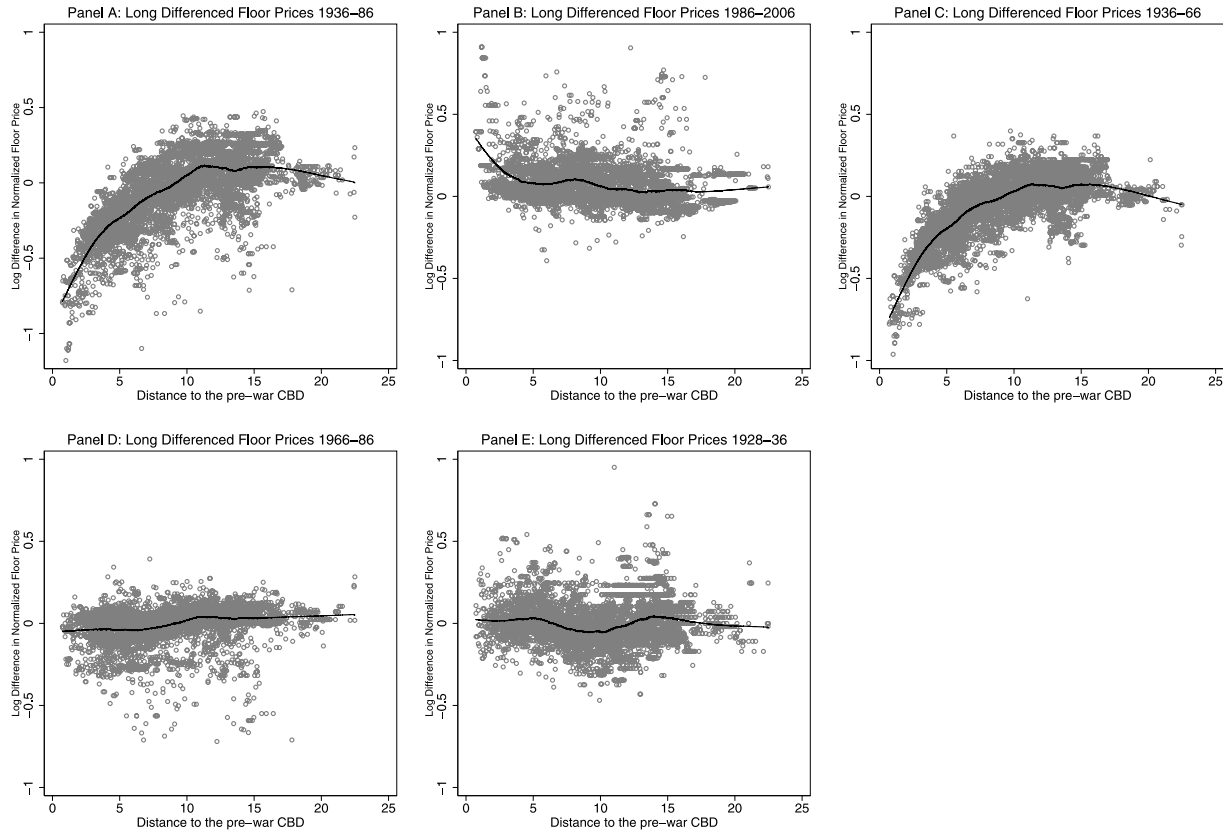 Panel A: Long Differenced Floor Prices 1936–86
Log Difference in Normalized Floor Price
1
0.5
0
−0.5
−1
0 5 10 15 20 25
Distance to the pre−war CBD
Panel B: Long Differenced Floor Prices 1986–2006
Log Difference in Normalized Floor Price
1
0.5
0
−0.5
−1
0 5 10 15 20 25
Distance to the pre−war CBD
Panel C: Long Differenced Floor Prices 1936–66
Log Difference in Normalized Floor Price
1
0.5
0
−0.5
−1
0 5 10 15 20 25
Distance to the pre−war CBD
Panel D: Long Differenced Floor Prices 1966–86
Log Difference in Normalized Floor Price
1
0.5
0
−0.5
−1
0 5 10 15 20 25
Distance to the pre−war CBD
Panel E: Long Differenced Floor Prices 1928–36
Log Difference in Normalized Floor Price
1
0.5
0
−0.5
−1
0 5 10 15 20 25
Distance to the pre−war CBD